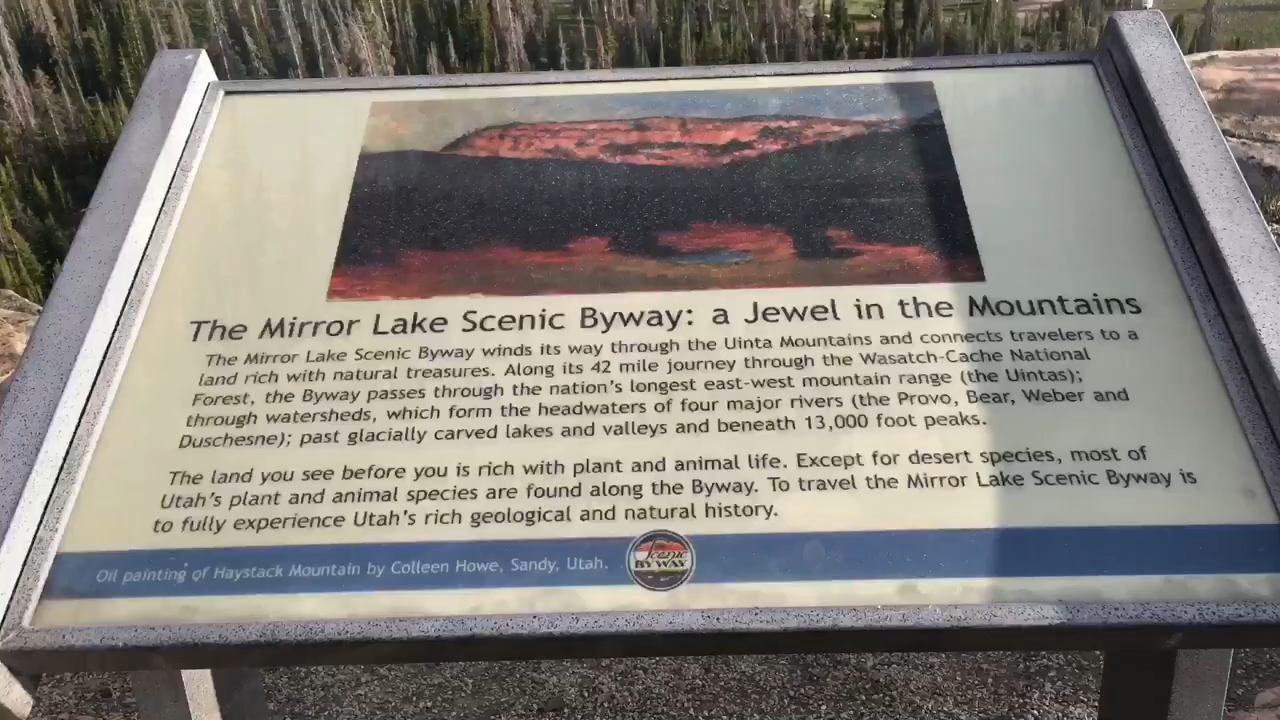 The Mirror Lake Scenic Byway: a Jewel in the Mountains
The Mirror Lake Scenic Byway winds its way through the Uinta Mountains and connects travelers to a
land rich with natural treasures. Along its 42 mile journey through the Wasatch-Cache National
Forest, the Byway passes through the nation's longest east-west mountain range (the Uintas);
through watersheds, which form the headwaters of four major rivers (the Provo, Bear, Weber and
Duschesne); past glacially carved lakes and valleys and beneath 13,000 foot peaks.
The land you see before you is rich with plant and animal life. Except for desert species, most of
Utah's plant and animal species are found along the Byway. To travel the Mirror Lake Scenic Byway is
to fully experience Utah's rich geological and natural history.
Oil painting of Haystack Mountain by Colleen Howe, Sandy, Utah.
Scenic
BYWAY